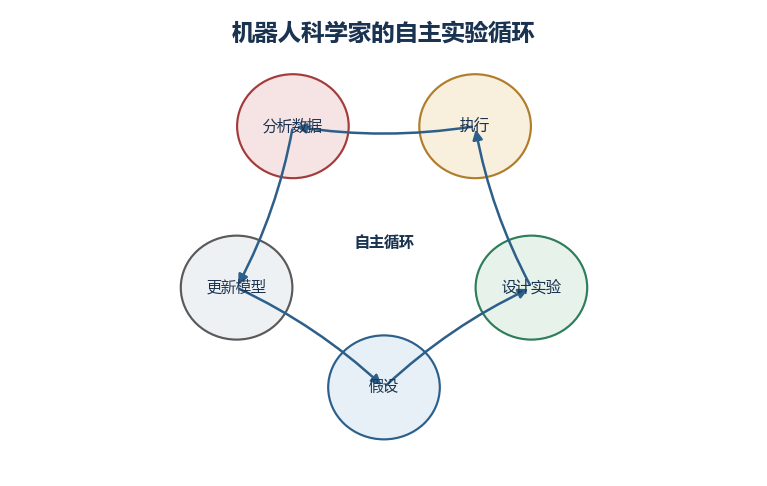 机器人科学家的自主实验循环
分析数据
执行
自主循环
更新模型
设计实验
假设